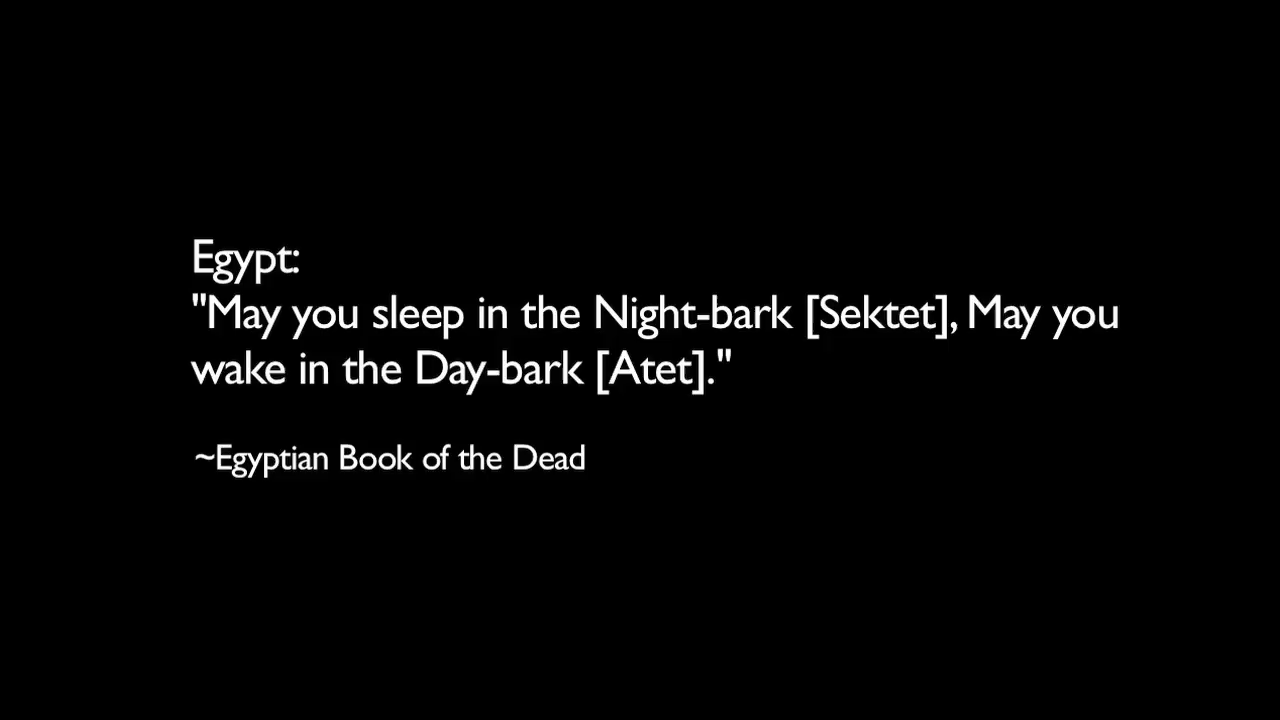 Egypt:
"May you sleep in the Night-bark [Sektet], May you
wake in the Day-bark [Atet]."
~Egyptian Book of the Dead